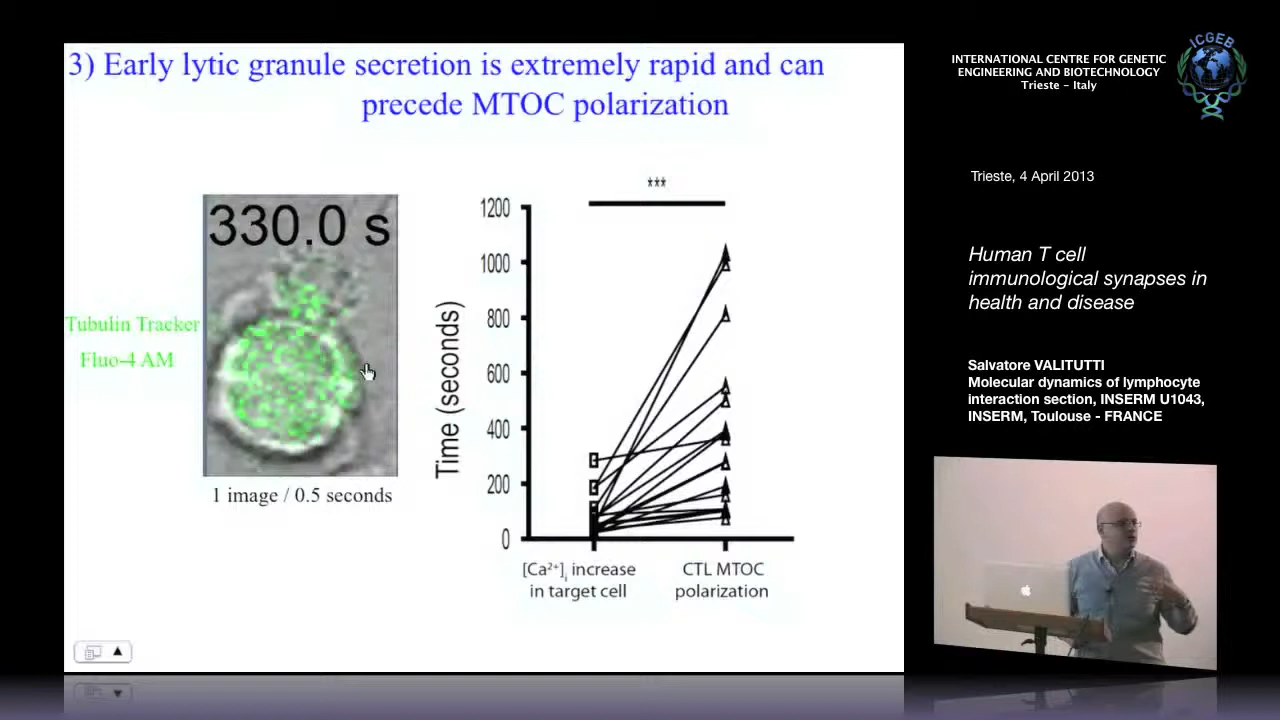 3) Early lytic granule secretion is extremely rapid and can
precede MTOC polarization
330.0 s
Tubulin Tracker
Fluo-4 AM
1 image / 0.5 seconds
***
Time (seconds)
1200
1000
800
600
400
200
0
[Ca²⁺]ᵢ increase
in target cell
CTL MTOC
polarization
INTERNATIONAL CENTRE FOR GENETIC
ENGINEERING AND BIOTECHNOLOGY
Trieste - Italy
ICGEB
Trieste, 4 April 2013
Human T cell
immunological synapses in
health and disease
Salvatore VALITUTTI
Molecular dynamics of lymphocyte
interaction section, INSERM U1043,
INSERM, Toulouse - FRANCE